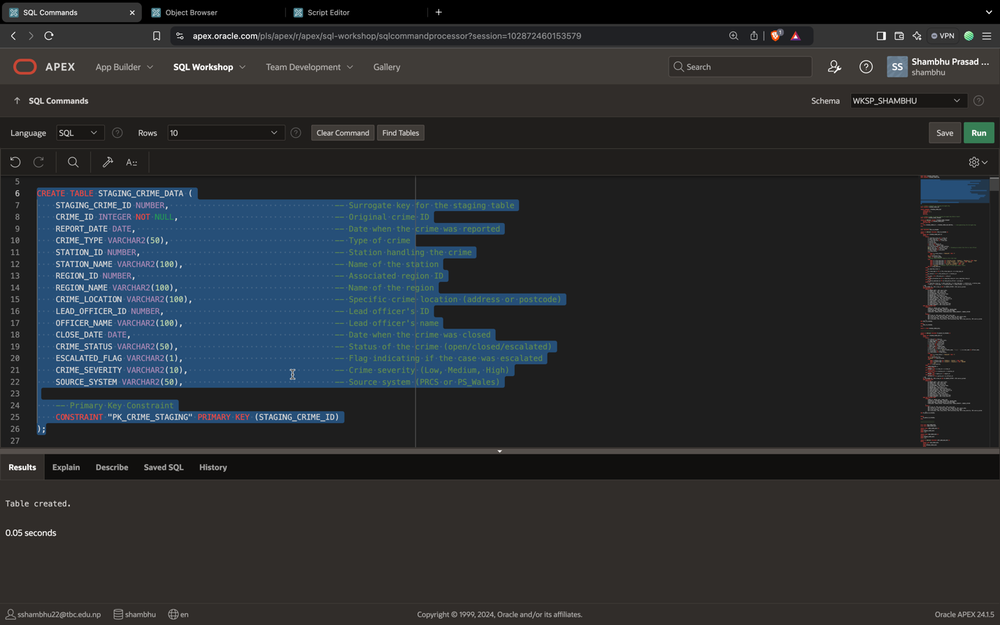 SQL Commands
Object Browser
Script Editor
apex.oracle.com/pls/apex/r/apex/sql-workshop/sqlcommandprocessor?session=102872460153579
1
VPN
APEX
App Builder
SQL Workshop
Team Development
Gallery
Search
SS
Shambhu Prasad ...
shambhu
SQL Commands
Schema
WKSP_SHAMBHU
Language
SQL
Rows
10
Clear Command
Find Tables
Save
Run
5
6 CREATE TABLE STAGING_CRIME_DATA (
7 STAGING_CRIME_ID NUMBER, -- Surrogate key for the staging table
8 CRIME_ID INTEGER NOT NULL, -- Original crime ID
9 REPORT_DATE DATE, -- Date when the crime was reported
10 CRIME_TYPE VARCHAR2(50), -- Type of crime
11 STATION_ID NUMBER, -- Station handling the crime
12 STATION_NAME VARCHAR2(100), -- Name of the station
13 REGION_ID NUMBER, -- Associated region ID
14 REGION_NAME VARCHAR2(100), -- Name of the region
15 CRIME_LOCATION VARCHAR2(100), -- Specific crime location (address or postcode)
16 LEAD_OFFICER_ID NUMBER, -- Lead officer's ID
17 OFFICER_NAME VARCHAR2(100), -- Lead officer's name
18 CLOSE_DATE DATE, -- Date when the crime was closed
19 CRIME_STATUS VARCHAR2(50), -- Status of the crime (open/closed/escalated)
20 ESCALATED_FLAG VARCHAR2(1), -- Flag indicating if the case was escalated
21 CRIME_SEVERITY VARCHAR2(10), -- Crime severity (Low, Medium, High)
22 SOURCE_SYSTEM VARCHAR2(50), -- Source system (PRCS or PS_Wales)
23
24 -- Primary Key Constraint
25 CONSTRAINT "PK_CRIME_STAGING" PRIMARY KEY (STAGING_CRIME_ID)
26 );
27
Results
Explain
Describe
Saved SQL
History
Table created.
0.05 seconds
sshambhu22@tbc.edu.np
shambhu
en
Copyright © 1999, 2024, Oracle and/or its affiliates.
Oracle APEX 24.1.5